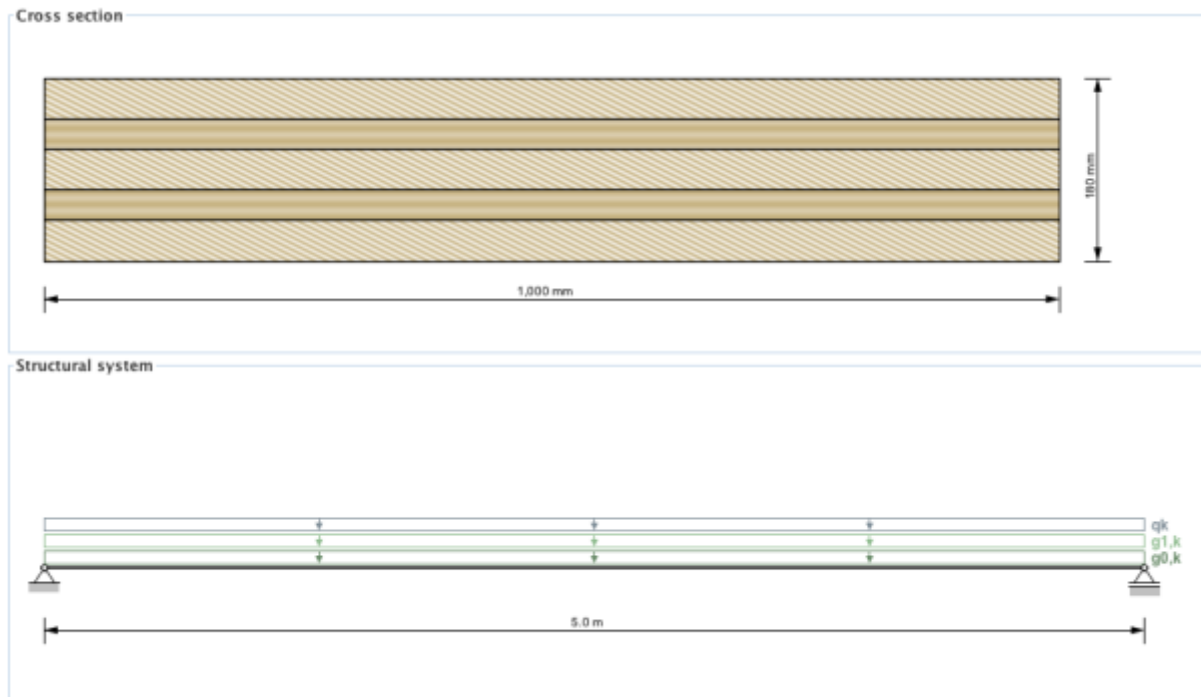 Cross section
180 mm
1,000 mm
Structural system
qk
g1,k
g0,k
5.0 m